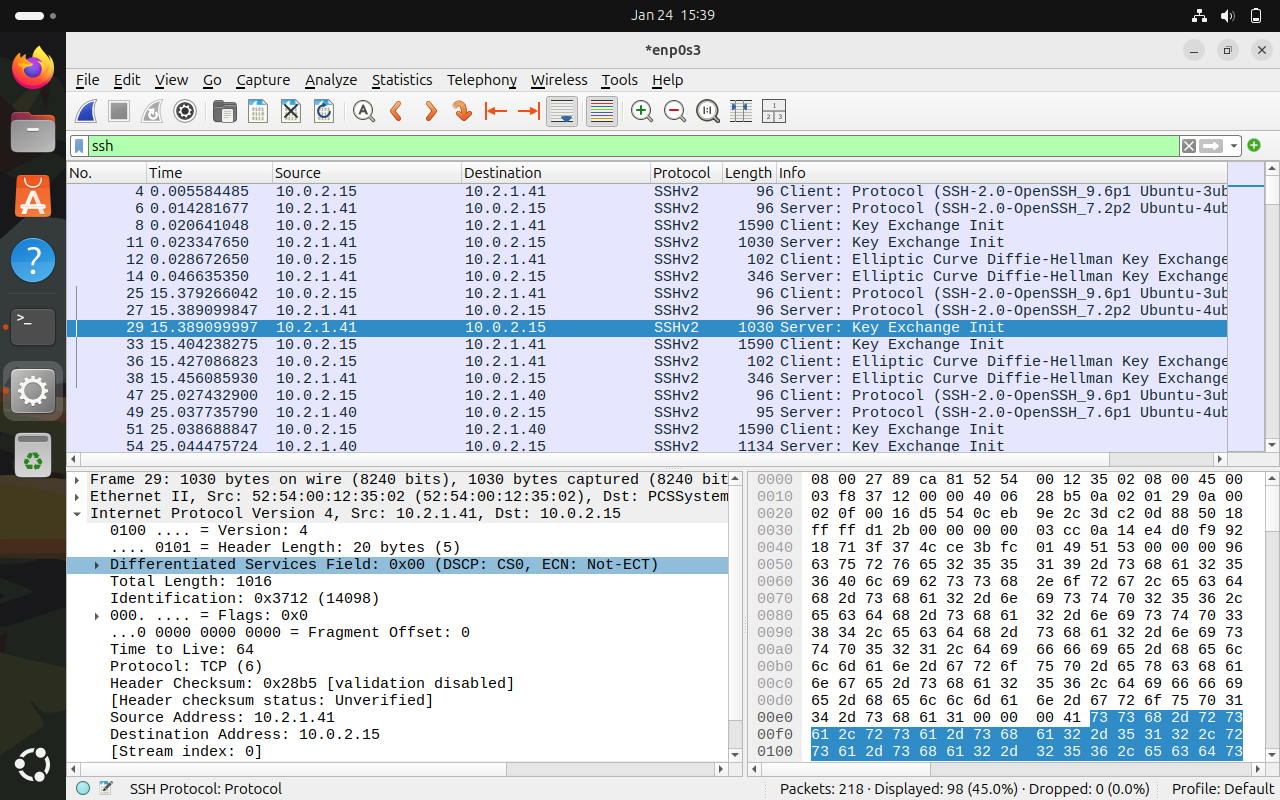 Jan 24 15:39
*enp0s3
File Edit View Go Capture Analyze Statistics Telephony Wireless Tools Help
ssh
No. Time Source Destination Protocol Length Info
4 0.005584485 10.0.2.15 10.2.1.41 SSHv2 96 Client: Protocol (SSH-2.0-OpenSSH_9.6p1 Ubuntu-3ub
6 0.014281677 10.2.1.41 10.0.2.15 SSHv2 96 Server: Protocol (SSH-2.0-OpenSSH_7.2p2 Ubuntu-4ub
8 0.020641048 10.0.2.15 10.2.1.41 SSHv2 1590 Client: Key Exchange Init
11 0.023347650 10.2.1.41 10.0.2.15 SSHv2 1030 Server: Key Exchange Init
12 0.028672650 10.0.2.15 10.2.1.41 SSHv2 102 Client: Elliptic Curve Diffie-Hellman Key Exchange
14 0.046635350 10.2.1.41 10.0.2.15 SSHv2 346 Server: Elliptic Curve Diffie-Hellman Key Exchange
25 15.379266042 10.0.2.15 10.2.1.41 SSHv2 96 Client: Protocol (SSH-2.0-OpenSSH_9.6p1 Ubuntu-3ub
27 15.389099847 10.2.1.41 10.0.2.15 SSHv2 96 Server: Protocol (SSH-2.0-OpenSSH_7.2p2 Ubuntu-4ub
29 15.389099997 10.2.1.41 10.0.2.15 SSHv2 1030 Server: Key Exchange Init
33 15.404238275 10.0.2.15 10.2.1.41 SSHv2 1590 Client: Key Exchange Init
36 15.427086823 10.0.2.15 10.2.1.41 SSHv2 102 Client: Elliptic Curve Diffie-Hellman Key Exchange
38 15.456085930 10.2.1.41 10.0.2.15 SSHv2 346 Server: Elliptic Curve Diffie-Hellman Key Exchange
47 25.027432900 10.0.2.15 10.2.1.40 SSHv2 96 Client: Protocol (SSH-2.0-OpenSSH_9.6p1 Ubuntu-3ub
49 25.037735790 10.2.1.40 10.0.2.15 SSHv2 95 Server: Protocol (SSH-2.0-OpenSSH_7.6p1 Ubuntu-4ub
51 25.038688847 10.0.2.15 10.2.1.40 SSHv2 1590 Client: Key Exchange Init
54 25.044475724 10.2.1.40 10.0.2.15 SSHv2 1134 Server: Key Exchange Init
Frame 29: 1030 bytes on wire (8240 bits), 1030 bytes captured (8240 bit
Ethernet II, Src: 52:54:00:12:35:02 (52:54:00:12:35:02), Dst: PCSSystem
Internet Protocol Version 4, Src: 10.2.1.41, Dst: 10.0.2.15
0100 .... = Version: 4
.... 0101 = Header Length: 20 bytes (5)
Differentiated Services Field: 0x00 (DSCP: CS0, ECN: Not-ECT)
Total Length: 1016
Identification: 0x3712 (14098)
000. .... = Flags: 0x0
...0 0000 0000 0000 = Fragment Offset: 0
Time to Live: 64
Protocol: TCP (6)
Header Checksum: 0x28b5 [validation disabled]
[Header checksum status: Unverified]
Source Address: 10.2.1.41
Destination Address: 10.0.2.15
[Stream index: 0]
0000 08 00 27 89 ca 81 52 54 00 12 35 02 08 00 45 00
0010 03 f8 37 12 00 00 40 06 28 b5 0a 02 01 29 0a 00
0020 02 0f 00 16 d5 54 0c eb 9e 2c 3d c2 0d 88 50 18
0030 ff ff d1 2b 00 00 00 00 03 cc 0a 14 e4 d0 f9 92
0040 18 71 3f 37 4c ce 3b fc 01 49 51 53 00 00 00 96
0050 63 75 72 76 65 32 35 35 31 39 2d 73 68 61 32 35
0060 36 40 6c 69 62 73 73 68 2e 6f 72 67 2c 65 63 64
0070 68 2d 73 68 61 32 2d 6e 69 73 74 70 32 35 36 2c
0080 65 63 64 68 2d 73 68 61 32 2d 6e 69 73 74 70 33
0090 38 34 2c 65 63 64 68 2d 73 68 61 32 2d 6e 69 73
00a0 74 70 35 32 31 2c 64 69 66 66 69 65 2d 68 65 6c
00b0 6c 6d 61 6e 2d 67 72 6f 75 70 2d 65 78 63 68 61
00c0 6e 67 65 2d 73 68 61 32 35 36 2c 64 69 66 66 69
00d0 65 2d 68 65 6c 6c 6d 61 6e 2d 67 72 6f 75 70 31
00e0 34 2d 73 68 61 31 00 00 00 41 73 73 68 2d 72 73
00f0 61 2c 72 73 61 2d 73 68 61 32 2d 35 31 32 2c 72
0100 73 61 2d 73 68 61 32 2d 32 35 36 2c 65 63 64 73
SSH Protocol: Protocol
Packets: 218 · Displayed: 98 (45.0%) · Dropped: 0 (0.0%)
Profile: Default